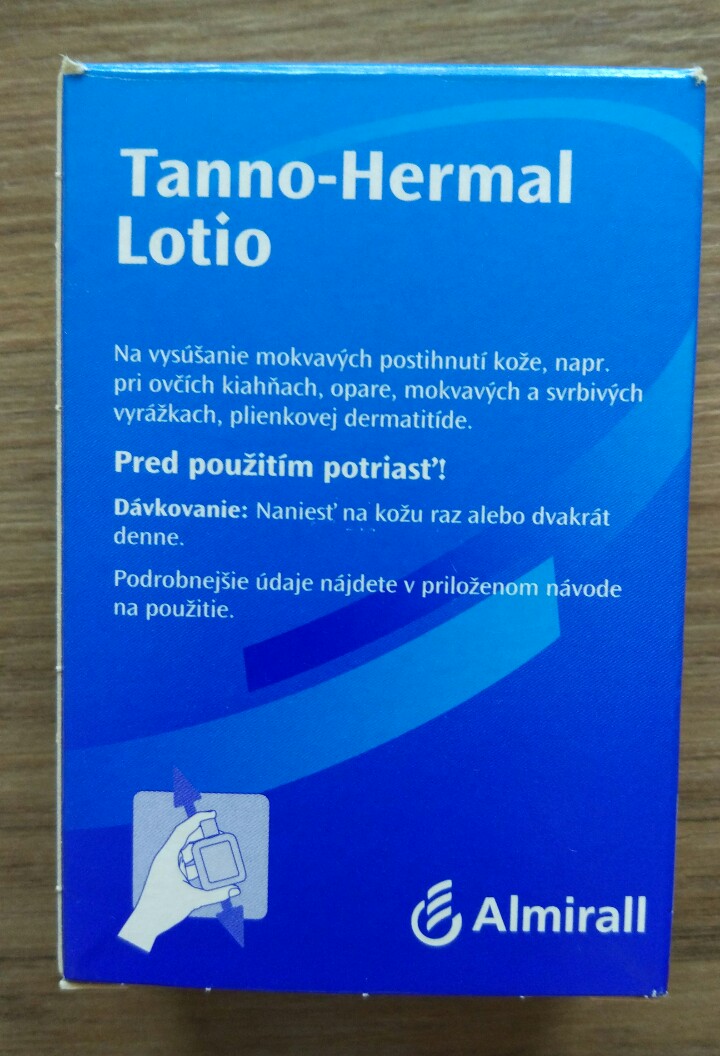 Tanno-Hermal
Lotio
Na vysúšanie mokvavých postihnutí kože, napr.
pri ovčích kiahňach, opare, mokvavých a svrbivých
vyrážkach, plienkovej dermatitíde.
Pred použitím potriasť!
Dávkovanie: Naniesť na kožu raz alebo dvakrát
denne.
Podrobnejšie údaje nájdete v priloženom návode
na použitie.
Almirall